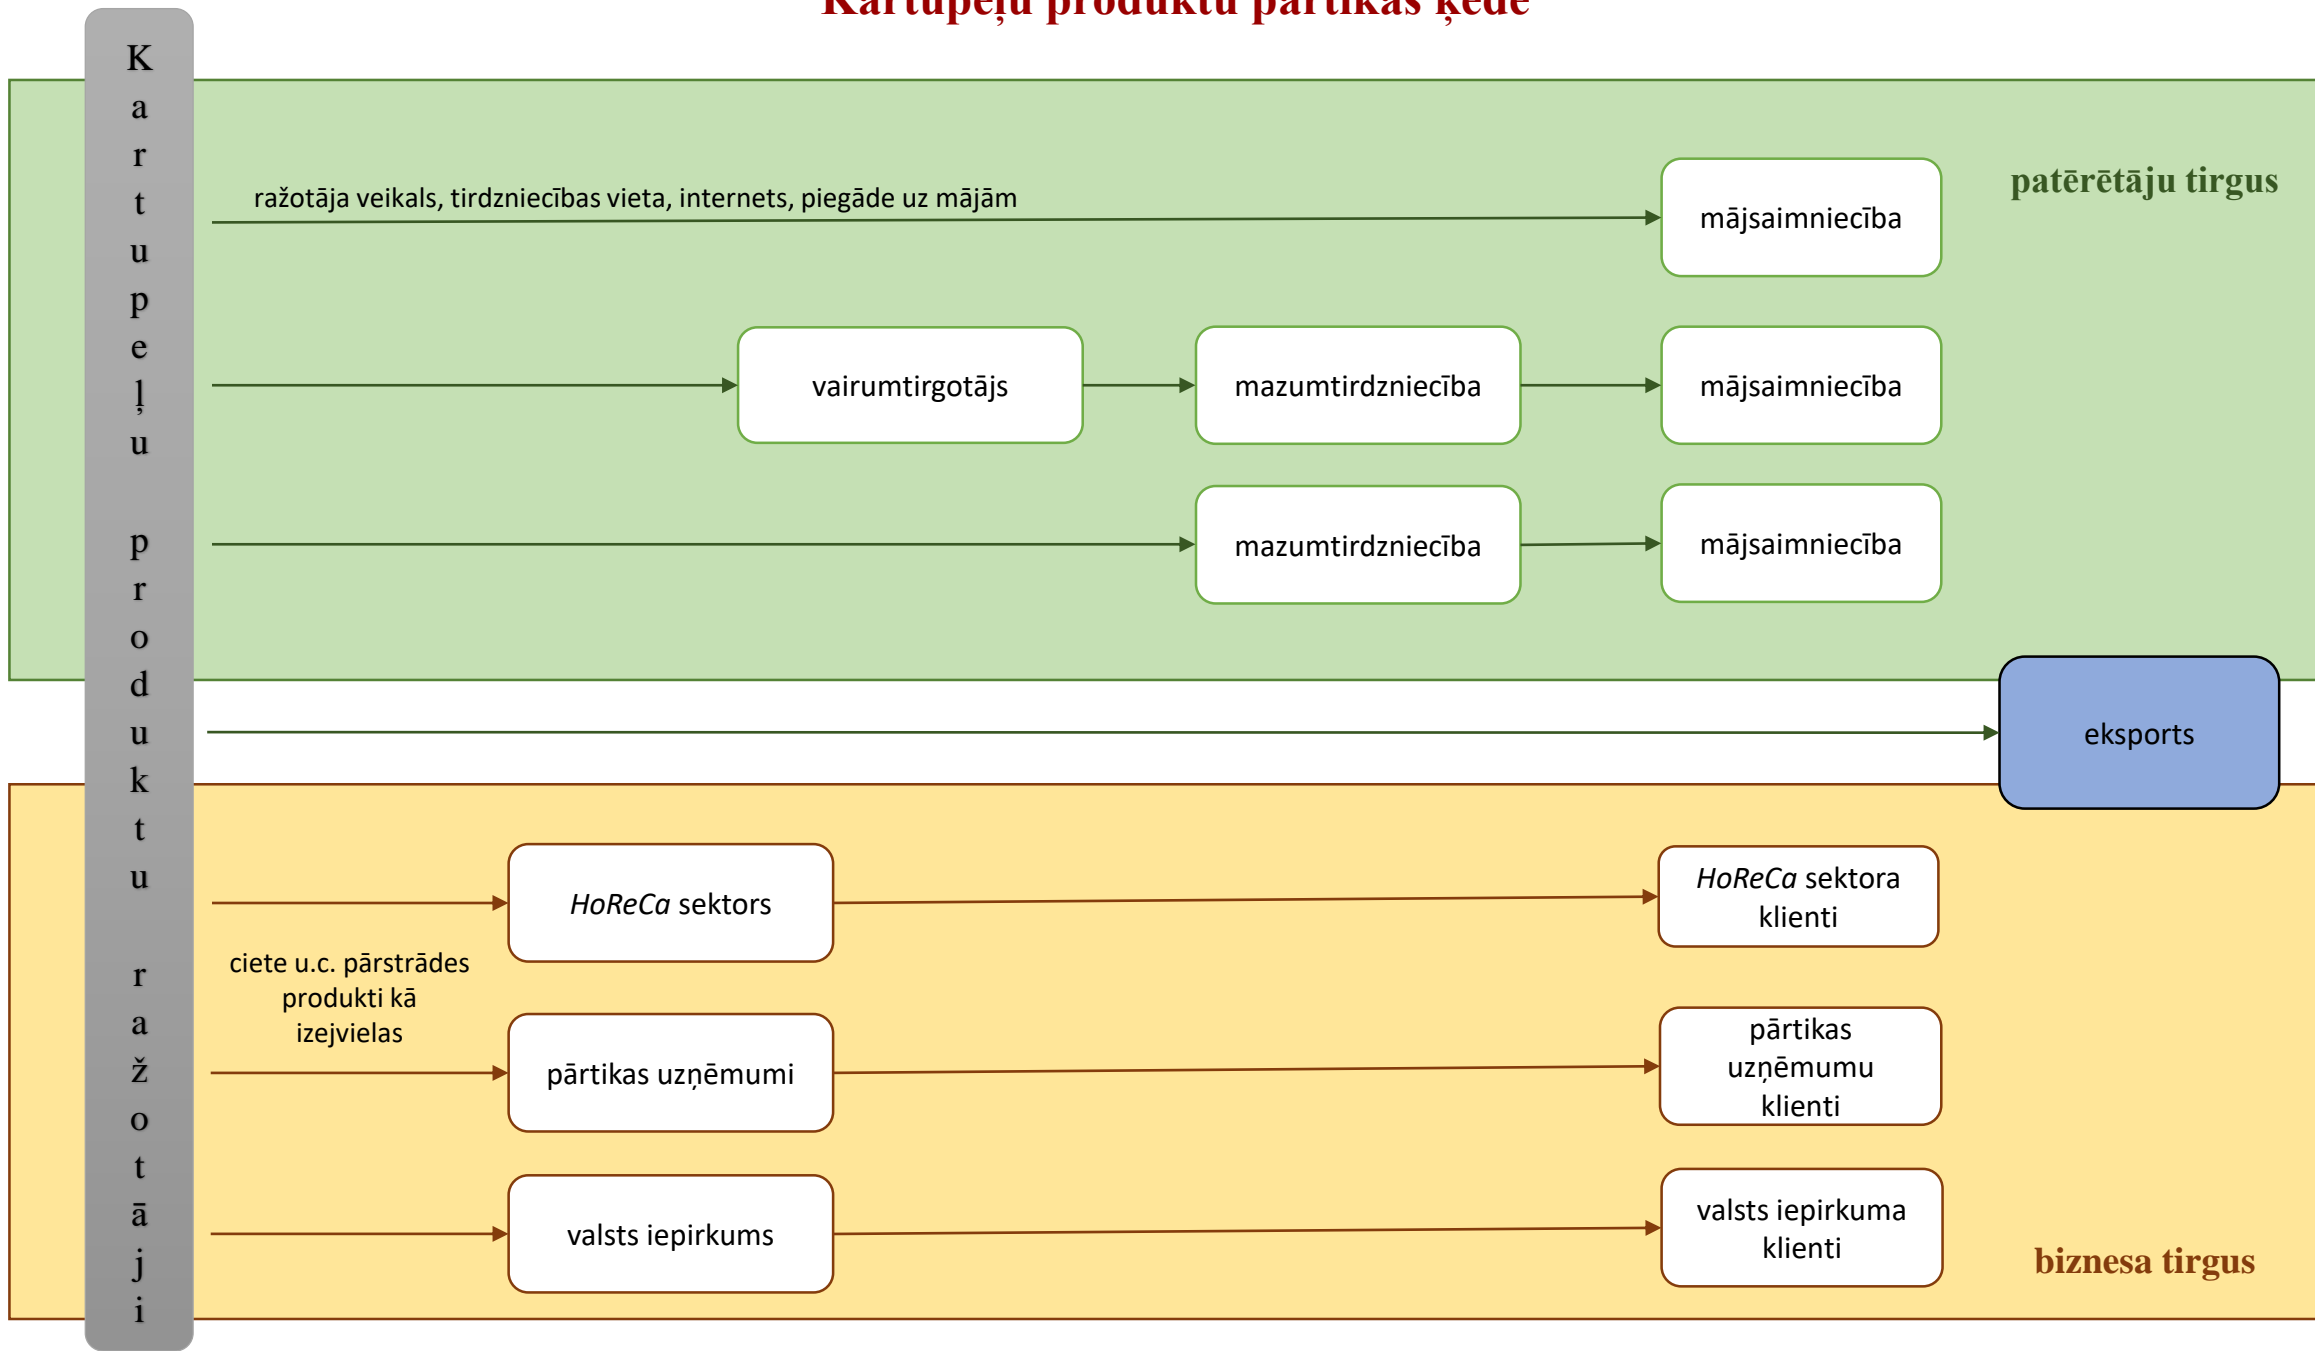 Kartupeļu produktu pārtikas ķēde
Kartupeļu produktu ražotāji
patērētāju tirgus
ražotāja veikals, tirdzniecības vieta, internets, piegāde uz mājām
mājsaimniecība
vairumtirgotājs
mazumtirdzniecība
mājsaimniecība
mazumtirdzniecība
mājsaimniecība
eksports
HoReCa sektors
HoReCa sektora
klienti
ciete u.c. pārstrādes
produkti kā
izejvielas
pārtikas uzņēmumi
pārtikas
uzņēmumu
klienti
valsts iepirkums
valsts iepirkuma
klienti
biznesa tirgus